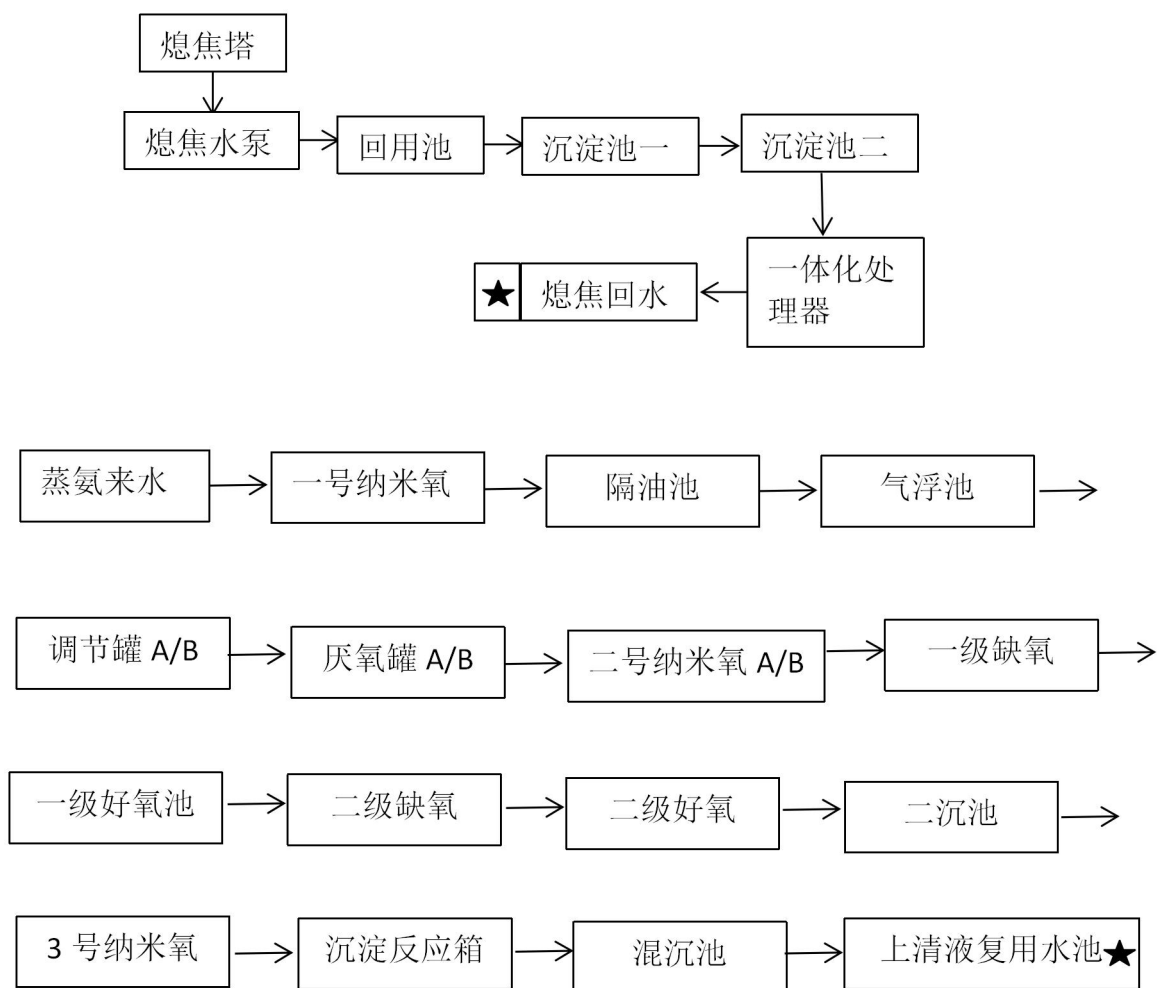 熄焦塔
熄焦水泵
回用池
沉淀池一
沉淀池二
一体化处
理器
★ 熄焦回水
蒸氨来水
一号纳米氧
隔油池
气浮池
调节罐 A/B
厌氧罐 A/B
二号纳米氧 A/B
一级缺氧
一级好氧池
二级缺氧
二级好氧
二沉池
3 号纳米氧
沉淀反应箱
混沉池
上清液复用水池★